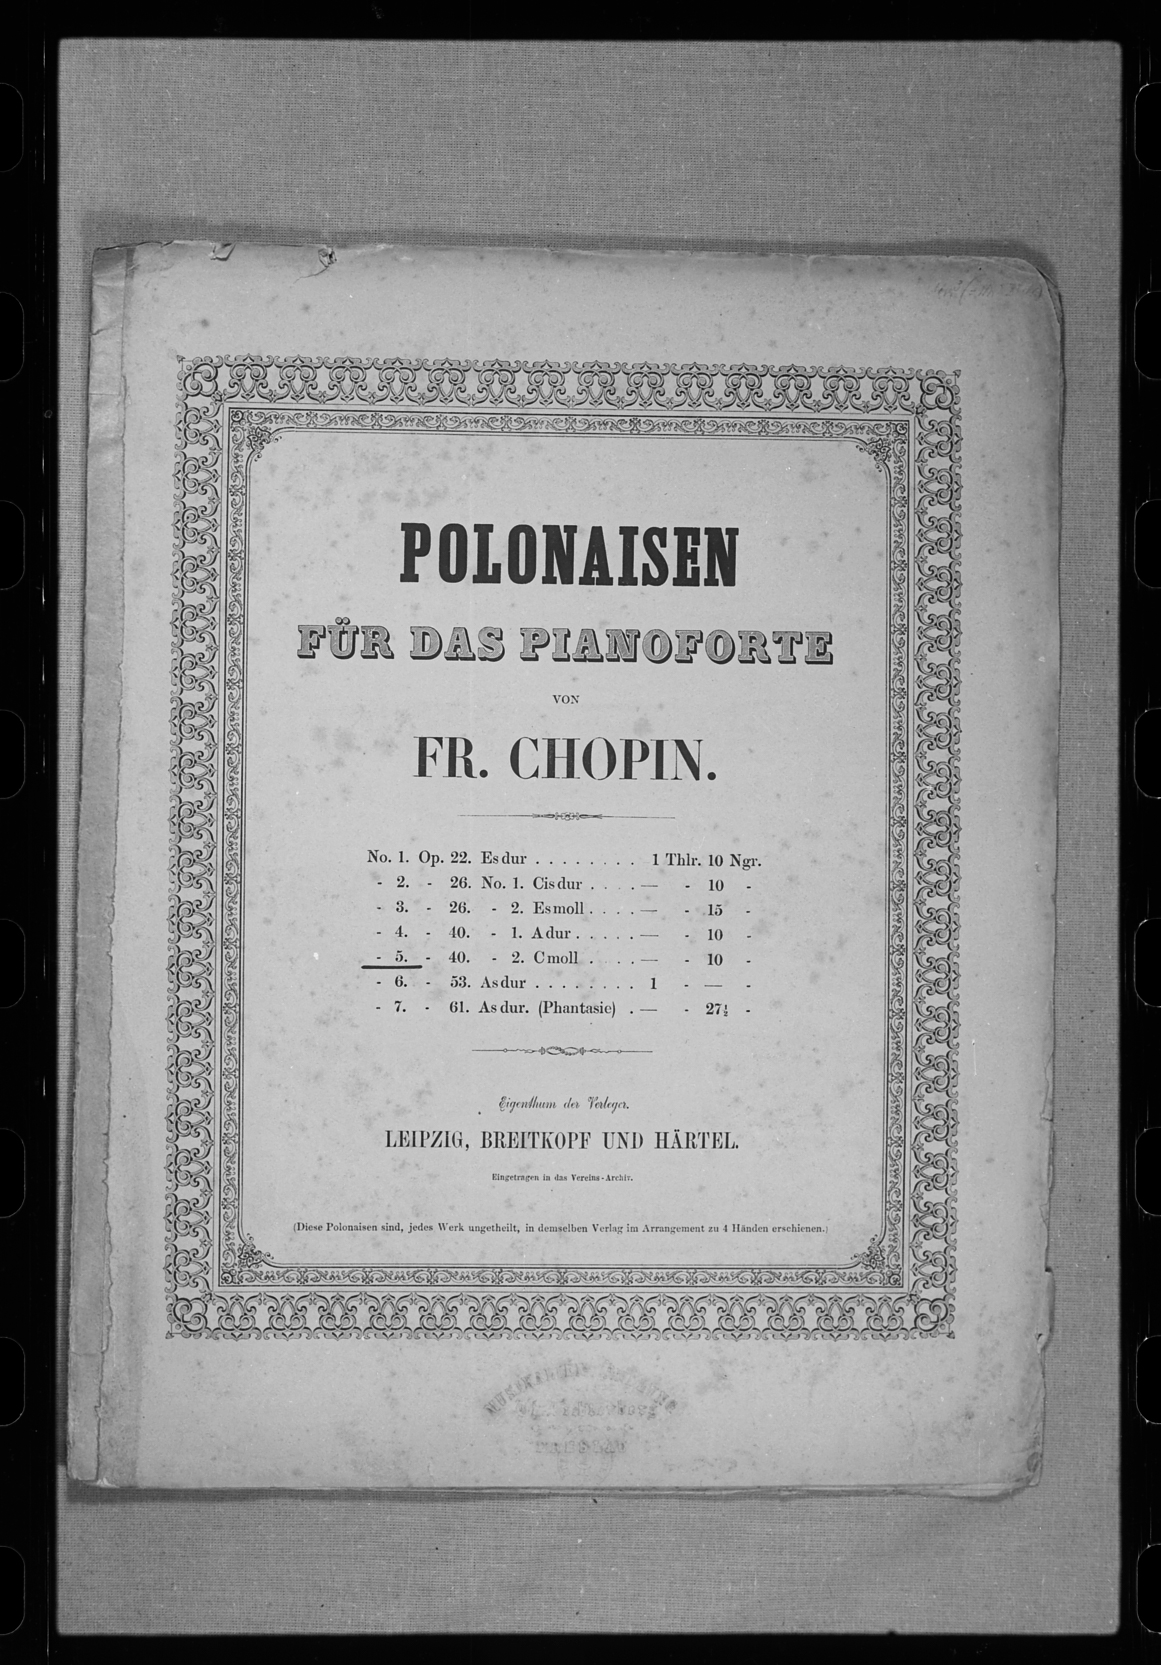 POLONAISEN
FÜR DAS PIANOFORTE
VON
FR. CHOPIN.
No. 1. Op. 22. Es dur . . . . . . . . 1 Thlr. 10 Ngr.
- 2. - 26. No. 1. Cis dur . . . . — - 10 -
- 3. - 26. - 2. Es moll . . . . — - 15 -
- 4. - 40. - 1. A dur . . . . . — - 10 -
- 5. - 40. - 2. C moll . . . . — - 10 -
- 6. - 53. As dur . . . . . . . . 1 - — -
- 7. - 61. As dur. (Phantasie) . — - 27½ -
Eigenthum der Verleger.
LEIPZIG, BREITKOPF UND HÄRTEL.
Eingetragen in das Vereins-Archiv.
(Diese Polonaisen sind, jedes Werk ungetheilt, in demselben Verlag im Arrangement zu 4 Händen erschienen.)